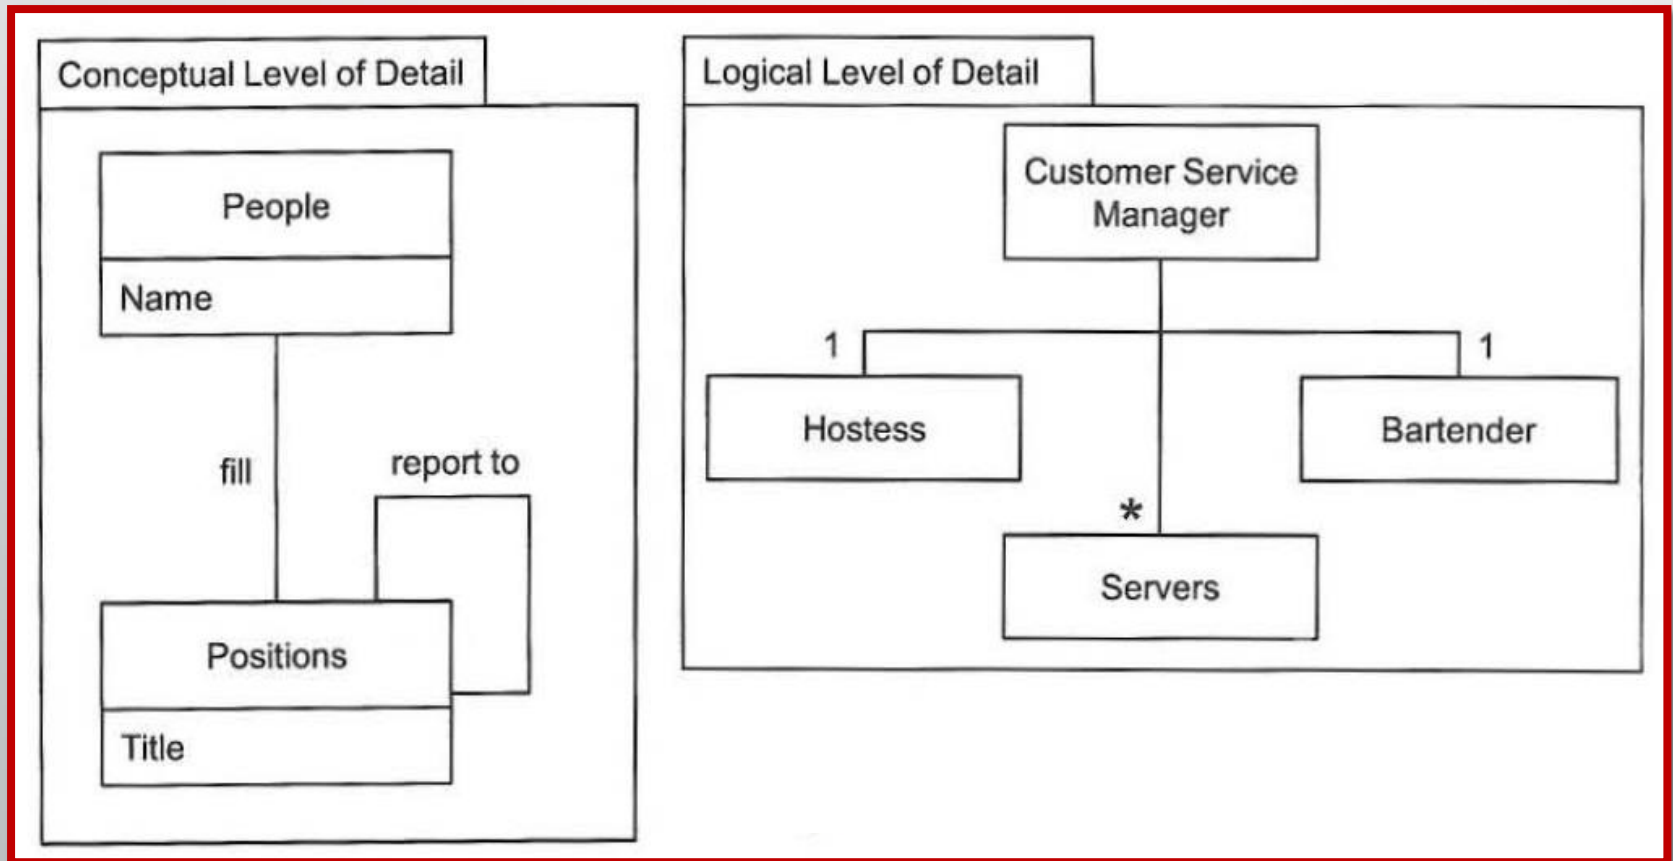 Conceptual Level of Detail
People
Name
fill
report to
Positions
Title
Logical Level of Detail
Customer Service
Manager
1
1
Hostess
Bartender
*
Servers